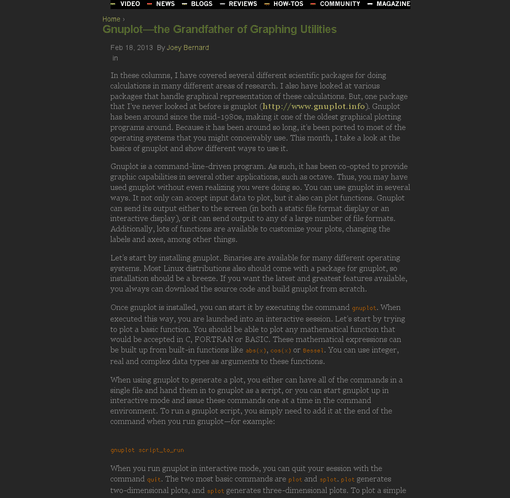 VIDEO NEWS BLOGS REVIEWS HOW-TOS COMMUNITY MAGAZINE
Home ›
Gnuplot—the Grandfather of Graphing Utilities
Feb 18, 2013 By Joey Bernard
in
In these columns, I have covered several different scientific packages for doing
calculations in many different areas of research. I also have looked at various
packages that handle graphical representation of these calculations. But, one package
that I've never looked at before is gnuplot (http://www.gnuplot.info). Gnuplot
has been around since the mid-1980s, making it one of the oldest graphical plotting
programs around. Because it has been around so long, it's been ported to most of the
operating systems that you might conceivably use. This month, I take a look at the
basics of gnuplot and show different ways to use it.
Gnuplot is a command-line-driven program. As such, it has been co-opted to provide
graphic capabilities in several other applications, such as octave. Thus, you may have
used gnuplot without even realizing you were doing so. You can use gnuplot in several
ways. It not only can accept input data to plot, but it also can plot functions. Gnuplot
can send its output either to the screen (in both a static file format display or an
interactive display), or it can send output to any of a large number of file formats.
Additionally, lots of functions are available to customize your plots, changing the
labels and axes, among other things.
Let's start by installing gnuplot. Binaries are available for many different operating
systems. Most Linux distributions also should come with a package for gnuplot, so
installation should be a breeze. If you want the latest and greatest features available,
you always can download the source code and build gnuplot from scratch.
Once gnuplot is installed, you can start it by executing the command gnuplot. When
executed this way, you are launched into an interactive session. Let's start by trying
to plot a basic function. You should be able to plot any mathematical function that
would be accepted in C, FORTRAN or BASIC. These mathematical expressions can
be built up from built-in functions like abs(x), cos(x) or Bessel. You can use integer,
real and complex data types as arguments to these functions.
When using gnuplot to generate a plot, you either can have all of the commands in a
single file and hand them in to gnuplot as a script, or you can start gnuplot up in
interactive mode and issue these commands one at a time in the command
environment. To run a gnuplot script, you simply need to add it at the end of the
command when you run gnuplot—for example:
gnuplot script_to_run
When you run gnuplot in interactive mode, you can quit your session with the
command quit. The two most basic commands are plot and splot. plot generates
two-dimensional plots, and splot generates three-dimensional plots. To plot a simple